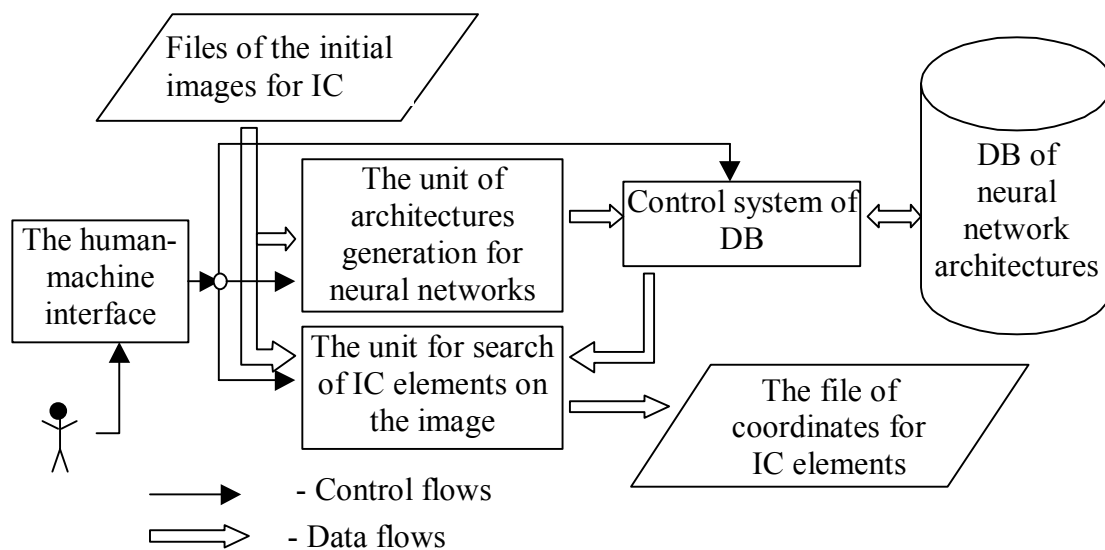 Files of the initial
images for IC
The unit of
architectures
generation for
neural networks
Control system of
DB
DB of
neural
network
architectures
The human-
machine
interface
The unit for search
of IC elements on
the image
The file of
coordinates for
IC elements
- Control flows
- Data flows